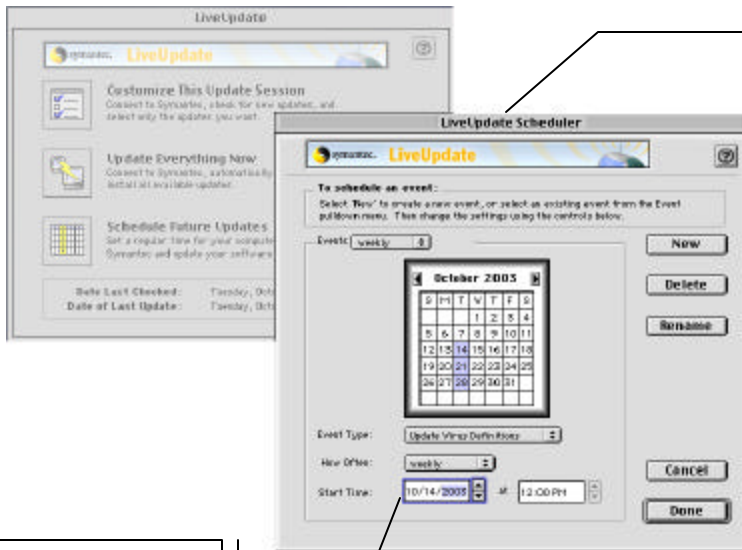 LiveUpdate
symantec. LiveUpdate
Customize This Update Session
Connect to Symantec, check for new updates, and
select only the updates you want.
Update Everything Now
Connect to Symantec, automatically
install all available updates.
Schedule Future Updates
Set a regular time for your compute
Symantec and update your software
Date Last Checked: Tuesday, Octo
Date of Last Update: Tuesday, Octo
LiveUpdate Scheduler
symantec. LiveUpdate
To schedule an event:
Select 'New' to create a new event, or select an existing event from the Event
pulldown menu. Then change the settings using the controls below.
Events: weekly
New
Delete
Rename
October 2003
S M T W T F S
1 2 3 4
5 6 7 8 9 10 11
12 13 14 15 16 17 18
19 20 21 22 23 24 25
26 27 28 29 30 31
Event Type: Update Virus Definitions
How Often: weekly
Start Time: 10/14/2003 at 12:00 PM
Cancel
Done